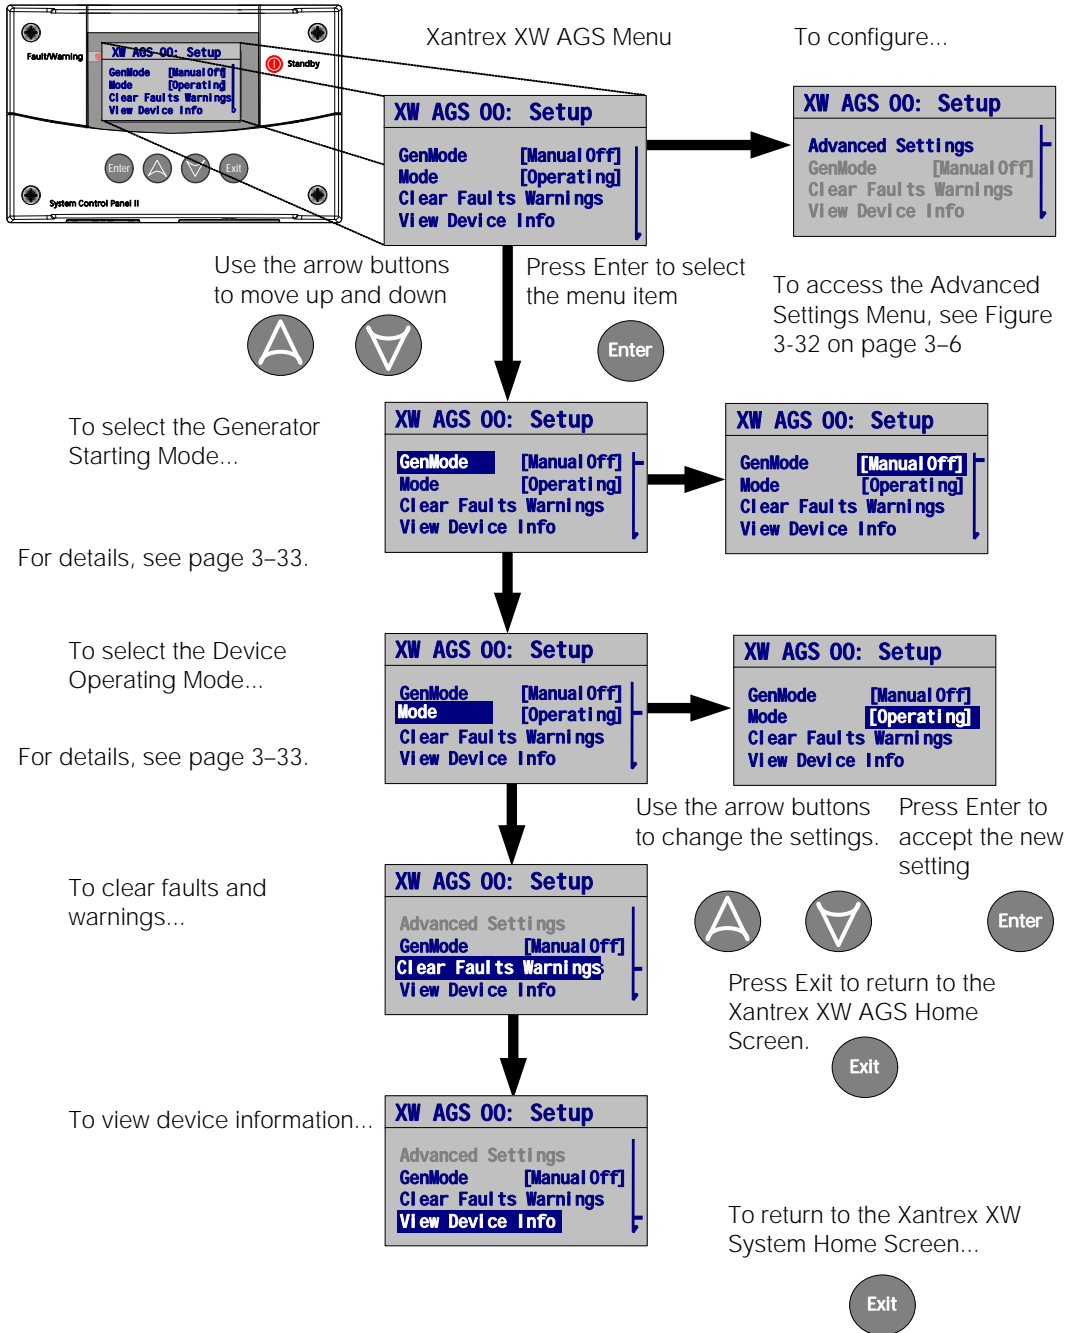 Fault/Warning
XW AGS 00: Setup
GenMode [Manual Off]
Mode [Operating]
Clear Faults Warnings
View Device Info
Standby
Enter
Exit
System Control Panel II
Xantrex XW AGS Menu
To configure...
XW AGS 00: Setup
GenMode [Manual Off]
Mode [Operating]
Clear Faults Warnings
View Device Info
XW AGS 00: Setup
Advanced Settings
GenMode [Manual Off]
Clear Faults Warnings
View Device Info
Use the arrow buttons
to move up and down
Press Enter to select
the menu item
Enter
To access the Advanced
Settings Menu, see Figure
3-32 on page 3–6
To select the Generator
Starting Mode...
For details, see page 3–33.
XW AGS 00: Setup
GenMode [Manual Off]
Mode [Operating]
Clear Faults Warnings
View Device Info
XW AGS 00: Setup
GenMode [Manual Off]
Mode [Operating]
Clear Faults Warnings
View Device Info
To select the Device
Operating Mode...
For details, see page 3–33.
XW AGS 00: Setup
GenMode [Manual Off]
Mode [Operating]
Clear Faults Warnings
View Device Info
XW AGS 00: Setup
GenMode [Manual Off]
Mode [Operating]
Clear Faults Warnings
View Device Info
Use the arrow buttons
to change the settings.
Press Enter to
accept the new
setting
Enter
To clear faults and
warnings...
XW AGS 00: Setup
Advanced Settings
GenMode [Manual Off]
Clear Faults Warnings
View Device Info
Press Exit to return to the
Xantrex XW AGS Home
Screen.
Exit
To view device information...
XW AGS 00: Setup
Advanced Settings
GenMode [Manual Off]
Clear Faults Warnings
View Device Info
To return to the Xantrex XW
System Home Screen...
Exit